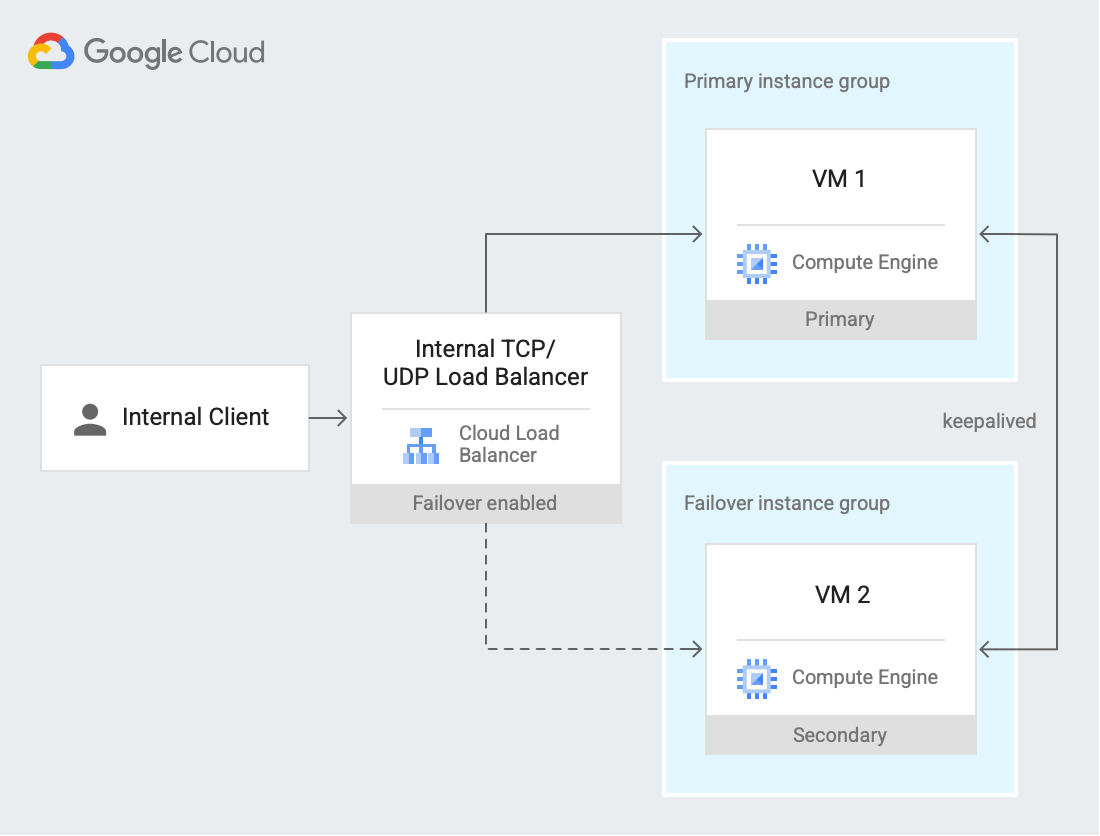 Google Cloud
Primary instance group
VM 1
Compute Engine
Primary
Internal TCP/
UDP Load Balancer
Cloud Load
Balancer
Failover enabled
Internal Client
keepalived
Failover instance group
VM 2
Compute Engine
Secondary